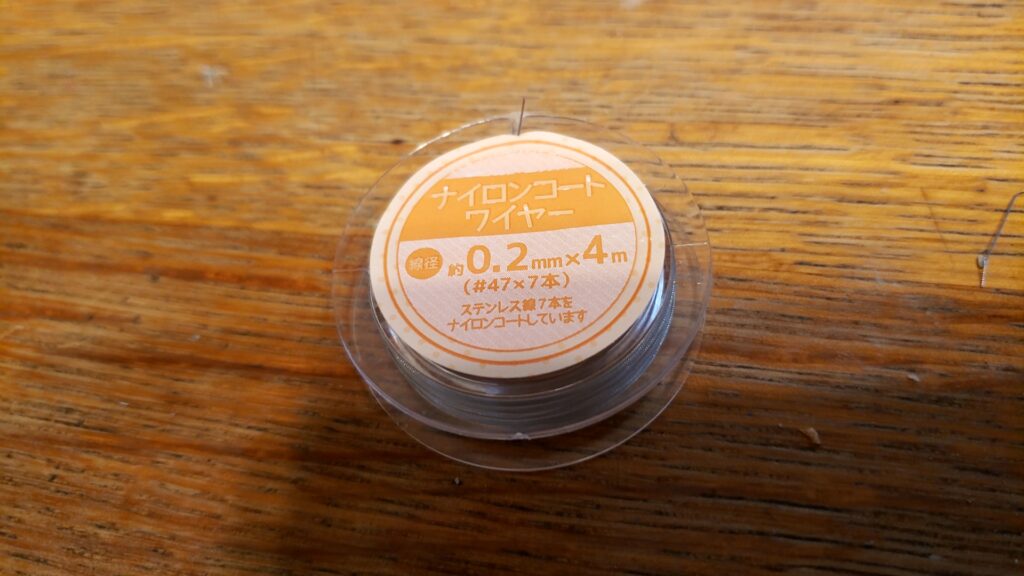 ナイロンコート
ワイヤー
線径 約0.2mm×4m
(#47×7本)
ステンレス線7本を
ナイロンコートしています